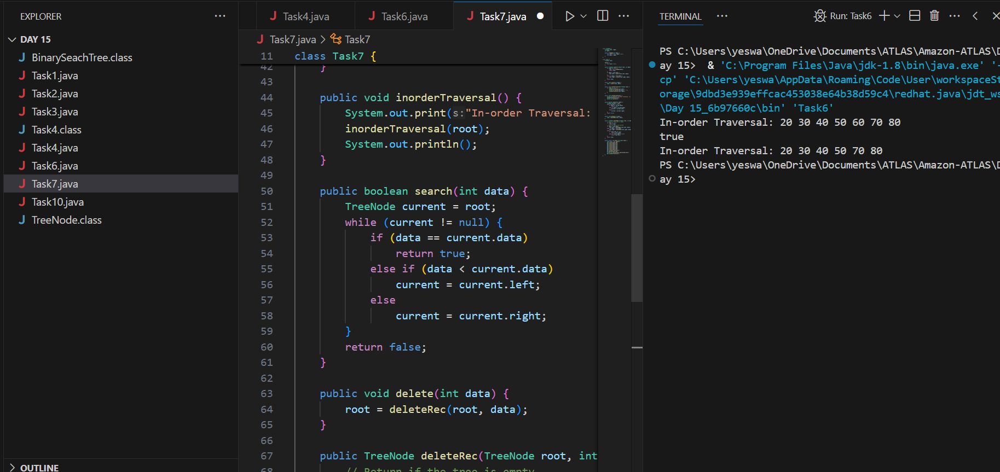 EXPLORER
DAY 15
BinarySeachTree.class
Task1.java
Task2.java
Task3.java
Task4.class
Task4.java
Task6.java
Task7.java
Task10.java
TreeNode.class
OUTLINE
Task4.java Task6.java Task7.java
Task7.java > Task7
11 class Task7 {
42 }
43
44 public void inorderTraversal() {
45 System.out.print(s:"In-order Traversal:
46 inorderTraversal(root);
47 System.out.println();
48 }
49
50 public boolean search(int data) {
51 TreeNode current = root;
52 while (current != null) {
53 if (data == current.data)
54 return true;
55 else if (data < current.data)
56 current = current.left;
57 else
58 current = current.right;
59 }
60 return false;
61 }
62
63 public void delete(int data) {
64 root = deleteRec(root, data);
65 }
66
67 public TreeNode deleteRec(TreeNode root, int
68 // Return if the tree is empty
TERMINAL
Run: Task6
PS C:\Users\yeswa\OneDrive\Documents\ATLAS\Amazon-ATLAS\D
ay 15>  & 'C:\Program Files\Java\jdk-1.8\bin\java.exe' '-
cp' 'C:\Users\yeswa\AppData\Roaming\Code\User\workspaceSt
orage\9dbd3e939effcac453038e64b38d59c4\redhat.java\jdt_ws
\Day 15_6b97660c\bin' 'Task6'
In-order Traversal: 20 30 40 50 60 70 80
true
In-order Traversal: 20 30 40 50 70 80
PS C:\Users\yeswa\OneDrive\Documents\ATLAS\Amazon-ATLAS\D
ay 15>